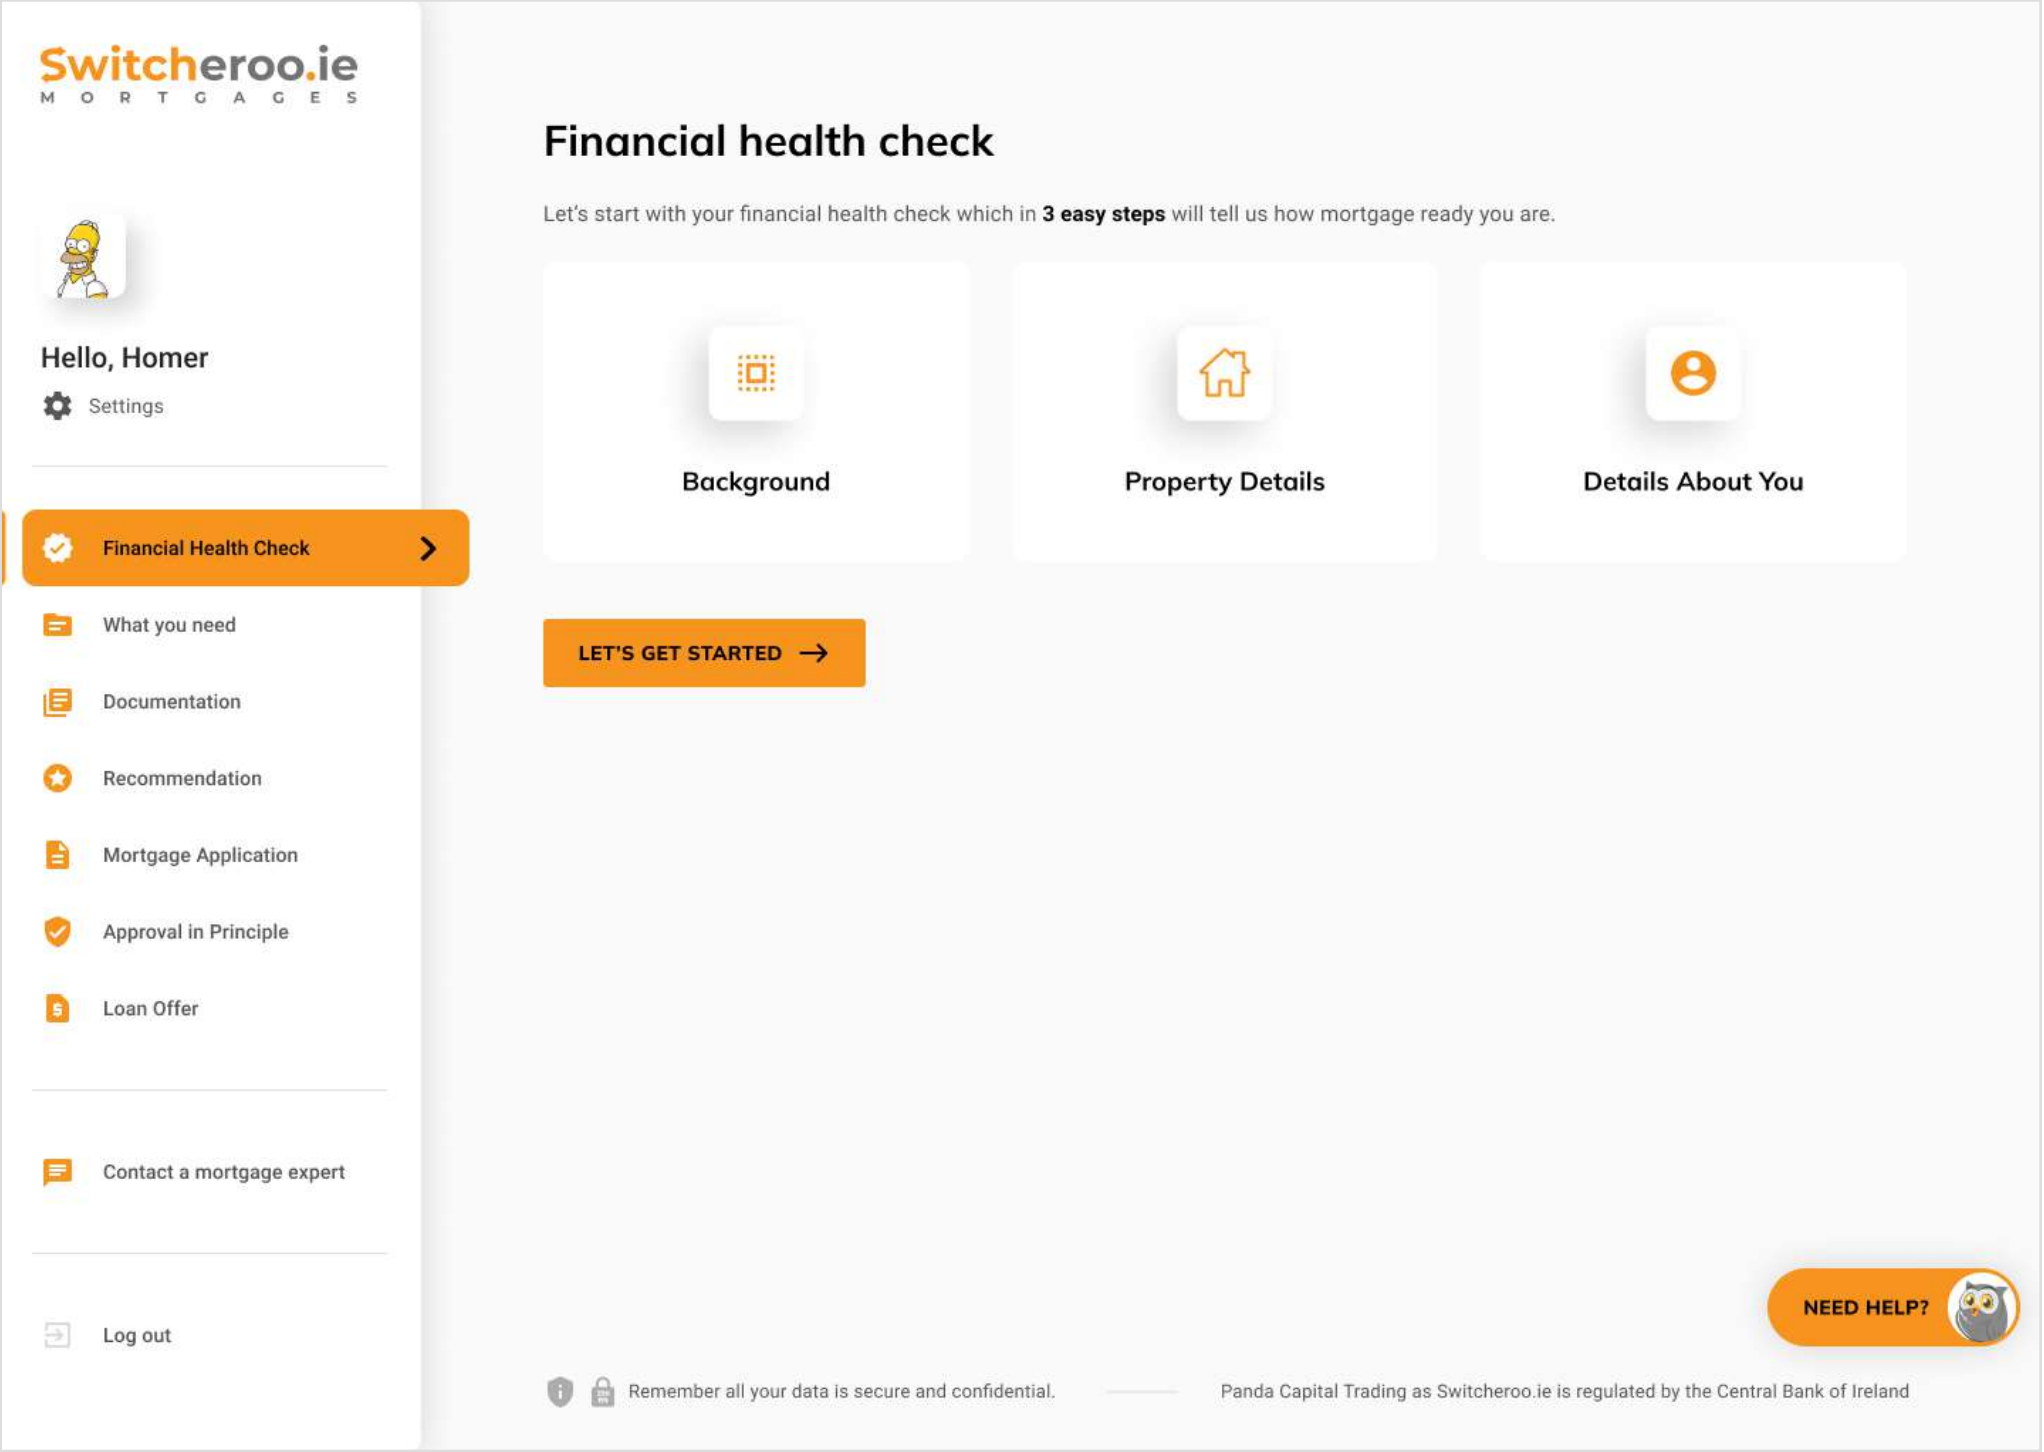 Switcheroo.ie
MORTGAGES
Hello, Homer
Settings
Financial Health Check
What you need
Documentation
Recommendation
Mortgage Application
Approval in Principle
Loan Offer
Contact a mortgage expert
Log out
Financial health check
Let's start with your financial health check which in 3 easy steps will tell us how mortgage ready you are.
Background
Property Details
Details About You
LET'S GET STARTED
NEED HELP?
Remember all your data is secure and confidential.
Panda Capital Trading as Switcheroo.ie is regulated by the Central Bank of Ireland